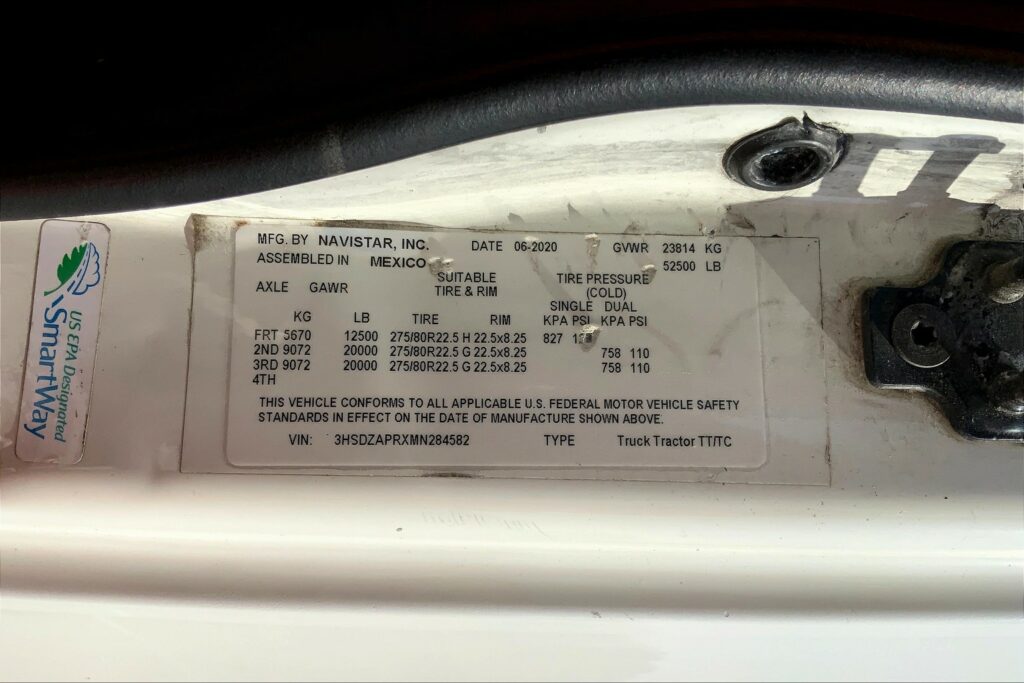 MFG. BY NAVISTAR, INC. DATE 06-2020 GVWR 23814 KG
ASSEMBLED IN MEXICO 52500 LB
AXLE GAWR SUITABLE TIRE & RIM TIRE PRESSURE (COLD)
SINGLE DUAL
KG LB TIRE RIM KPA PSI KPA PSI
FRT 5670 12500 275/80R22.5 H 22.5x8.25 827
2ND 9072 20000 275/80R22.5 G 22.5x8.25 758 110
3RD 9072 20000 275/80R22.5 G 22.5x8.25 758 110
4TH
THIS VEHICLE CONFORMS TO ALL APPLICABLE U.S. FEDERAL MOTOR VEHICLE SAFETY
STANDARDS IN EFFECT ON THE DATE OF MANUFACTURE SHOWN ABOVE.
VIN: 3HSDZAPRXMN284582 TYPE Truck Tractor TT/TC
US EPA Designated
SmartWay